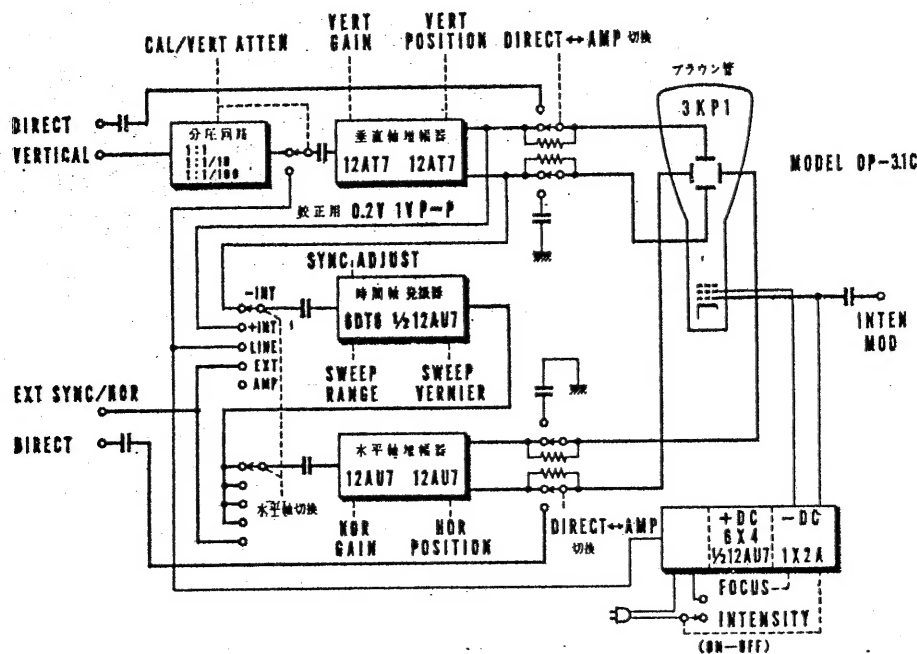 CAL/VERT ATTEN
VERT GAIN
VERT POSITION
DIRECT↔AMP 切換
ブラウン管
3KP1
DIRECT
VERTICAL
分圧回路
1:1
1:1/10
1:1/100
垂直軸増幅器
12AT7 12AT7
MODEL OP-31C
較正用 0.2V 1VP-P
SYNC ADJUST
時間軸発振器
6DT6 ½12AU7
-INT
+INT
LINE
EXT
AMP
SWEEP RANGE
SWEEP VERNIER
INTEN MOD
EXT SYNC/HOR
DIRECT
水平軸増幅器
12AU7 12AU7
水平軸切換
HOR GAIN
HOR POSITION
DIRECT↔AMP
切換
+DC
6X4
½12AU7
-DC
1X2A
FOCUS
INTENSITY
(ON-OFF)